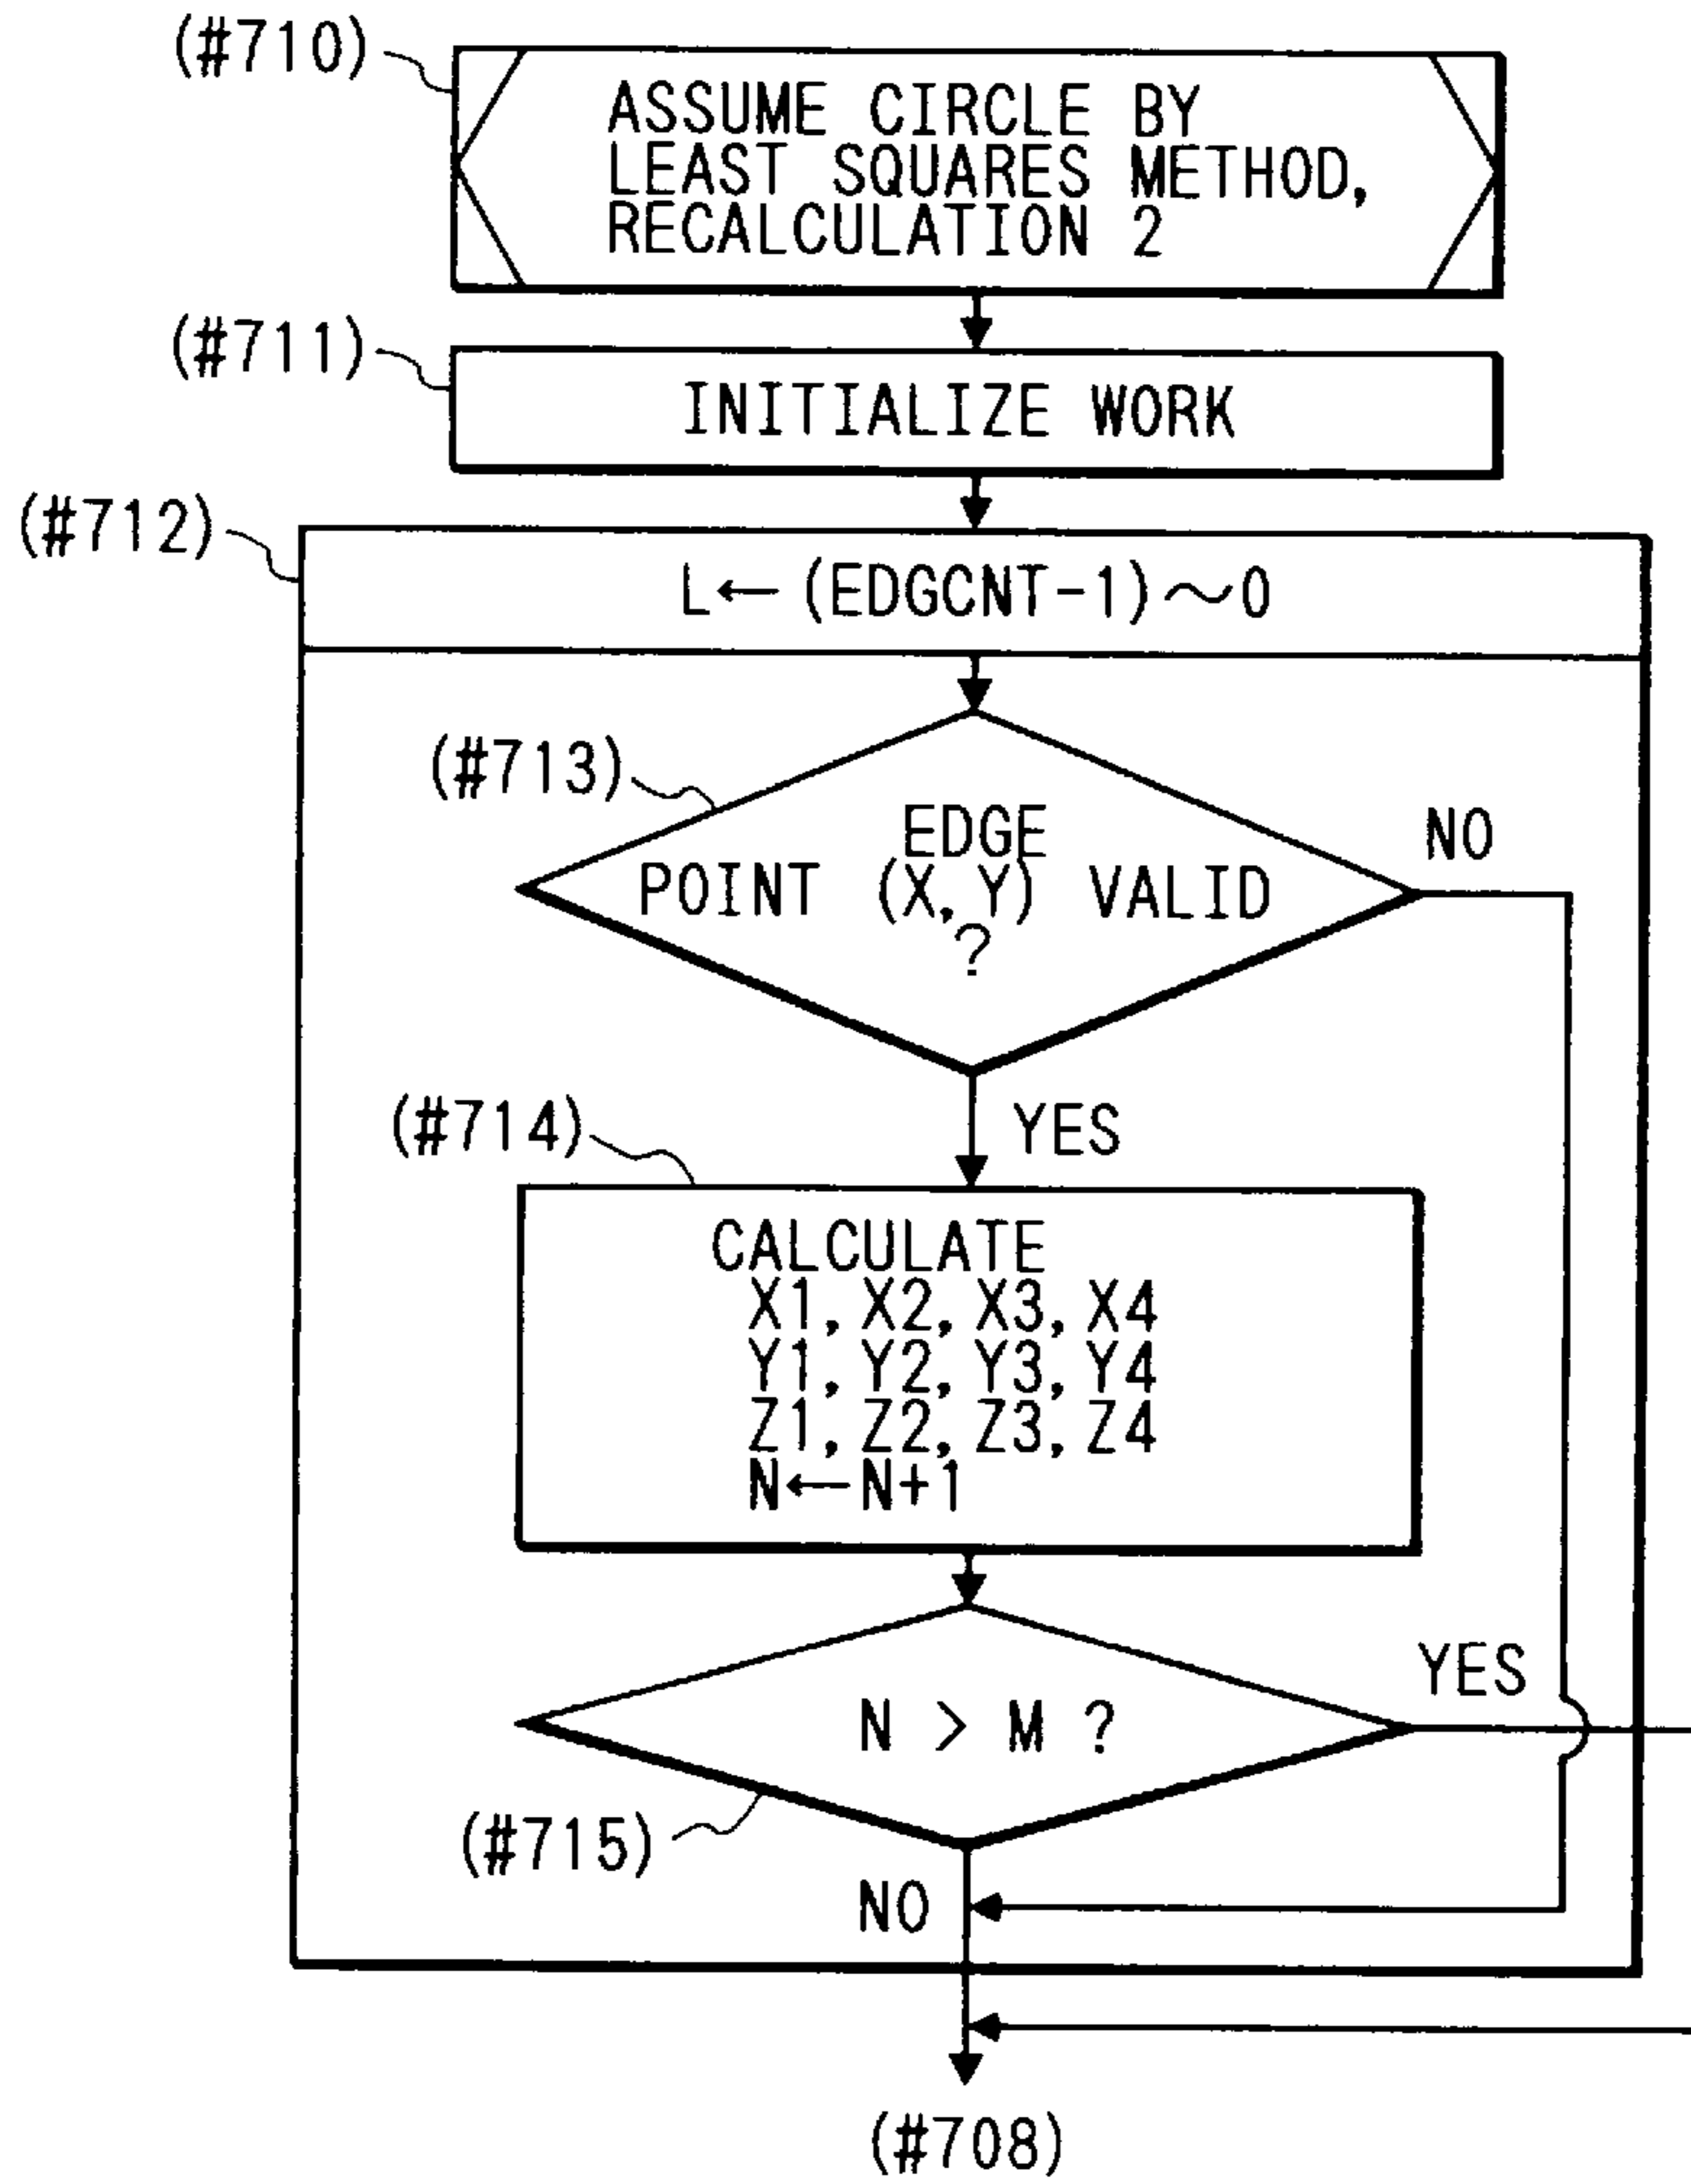 (#710)
ASSUME CIRCLE BY
LEAST SQUARES METHOD,
RECALCULATION 2
(#711)
INITIALIZE WORK
(#712)
L←(EDGCNT-1)～0
(#713)
EDGE
POINT (X, Y) VALID
?
NO
YES
(#714)
CALCULATE
X1, X2, X3, X4
Y1, Y2, Y3, Y4
Z1, Z2, Z3, Z4
N←N+1
N > M ?
YES
(#715)
NO
(#708)